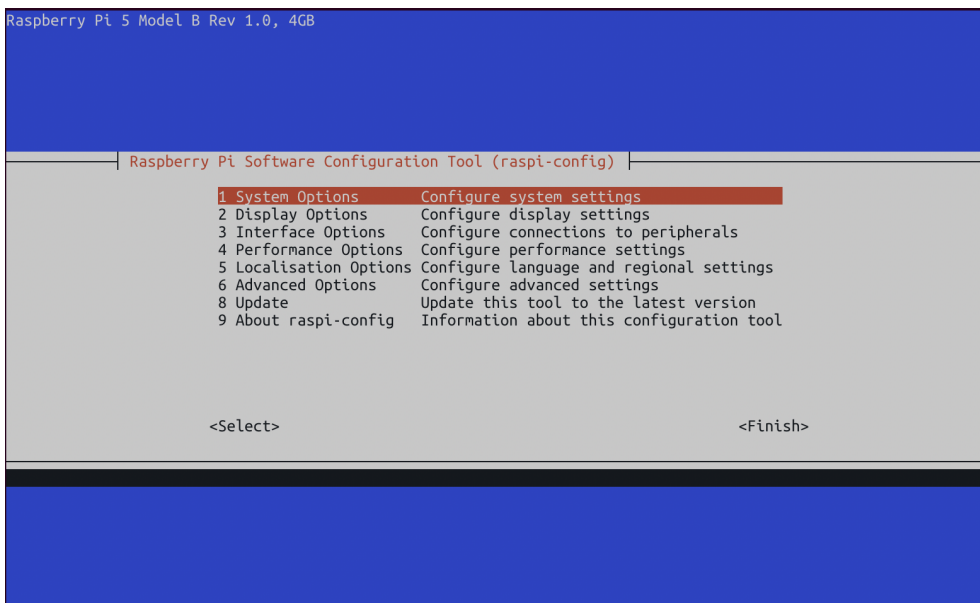 Raspberry Pi 5 Model B Rev 1.0, 4GB
Raspberry Pi Software Configuration Tool (raspi-config)
1 System Options Configure system settings
2 Display Options Configure display settings
3 Interface Options Configure connections to peripherals
4 Performance Options Configure performance settings
5 Localisation Options Configure language and regional settings
6 Advanced Options Configure advanced settings
8 Update Update this tool to the latest version
9 About raspi-config Information about this configuration tool
<Select> <Finish>